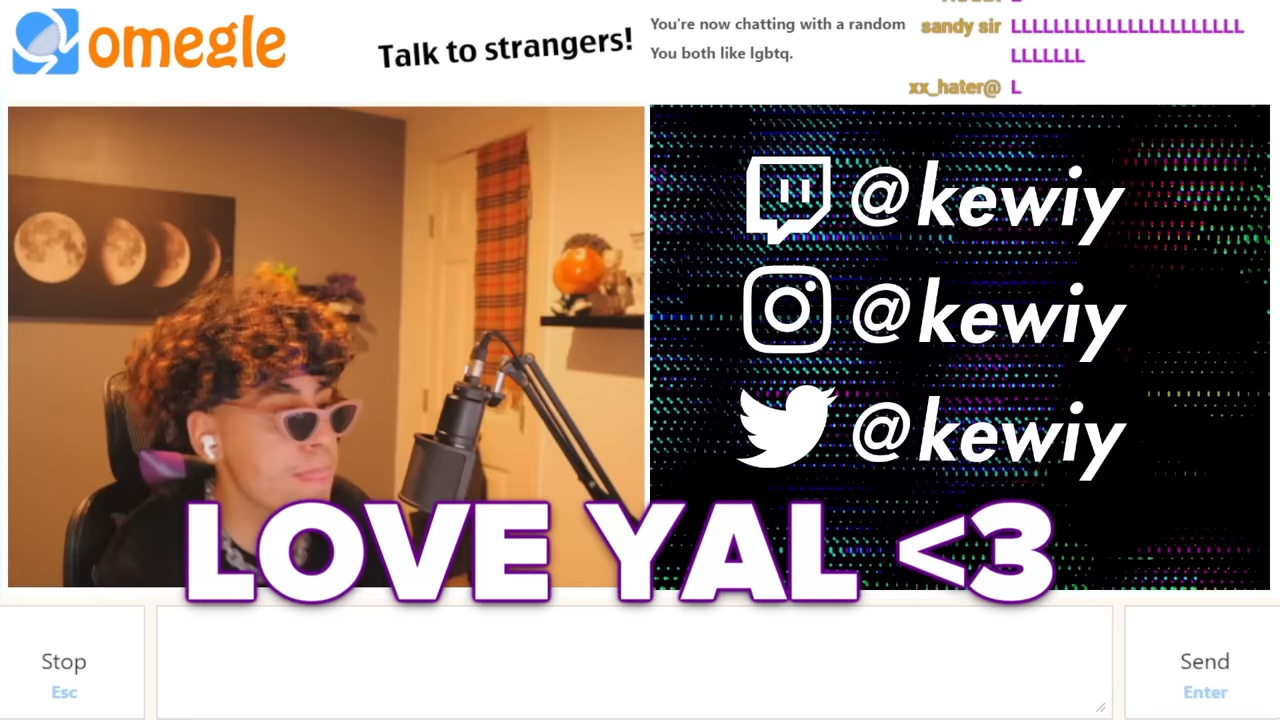 omegle
Talk to strangers!
You're now chatting with a random
You both like lgbtq.
sandy sir LLLLLLLLLLLLLLLLLLLLLL
LLLLLLL
xx_hater@ L
@kewiy
@kewiy
@kewiy
LOVE YAL <3
Stop
Esc
Send
Enter